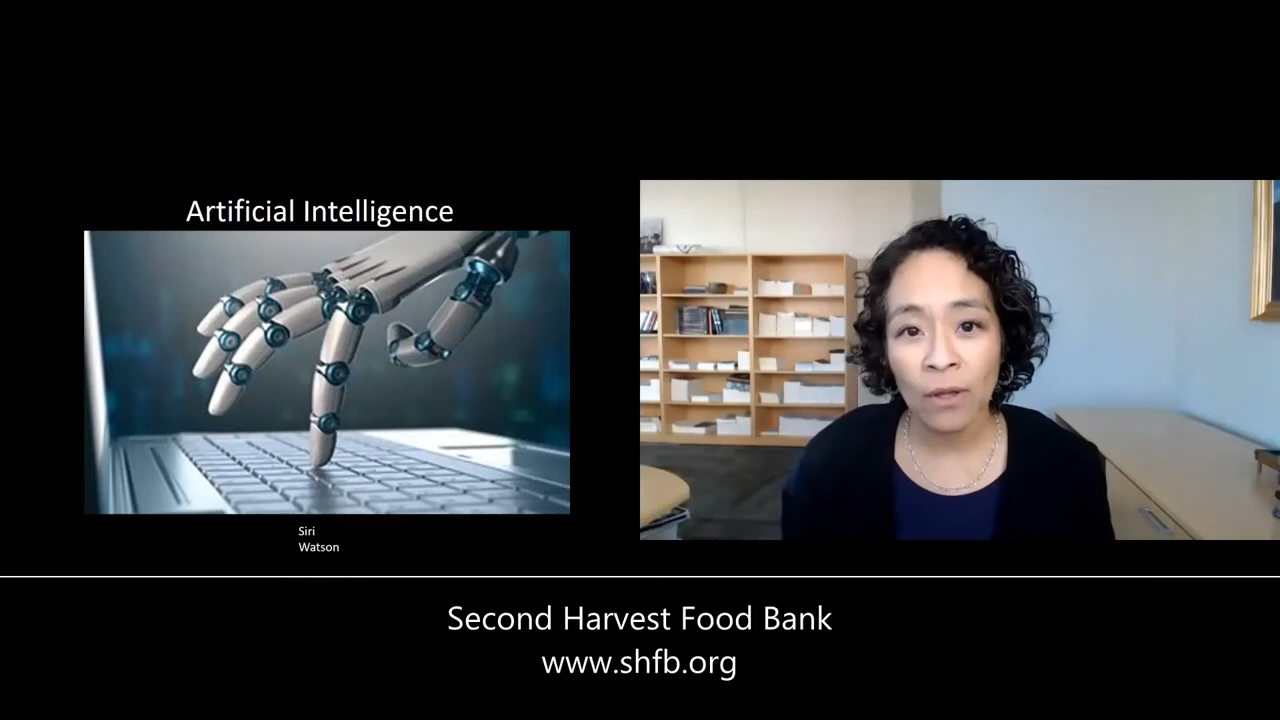 Artificial Intelligence
Siri
Watson
Second Harvest Food Bank
www.shfb.org